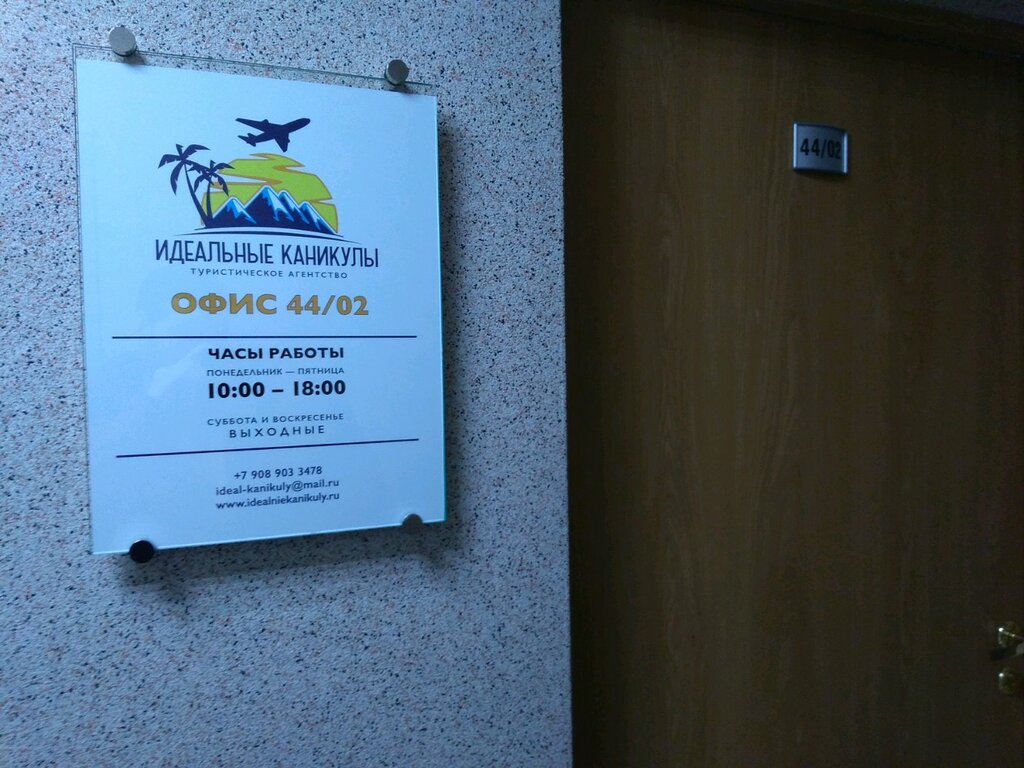 ИДЕАЛЬНЫЕ КАНИКУЛЫ
ТУРИСТИЧЕСКОЕ АГЕНТСТВО
ОФИС 44/02
ЧАСЫ РАБОТЫ
ПОНЕДЕЛЬНИК — ПЯТНИЦА
10:00 – 18:00
СУББОТА И ВОСКРЕСЕНЬЕ
ВЫХОДНЫЕ
+7 908 903 3478
ideal-kanikuly@mail.ru
www.idealniekanikuly.ru
44/02